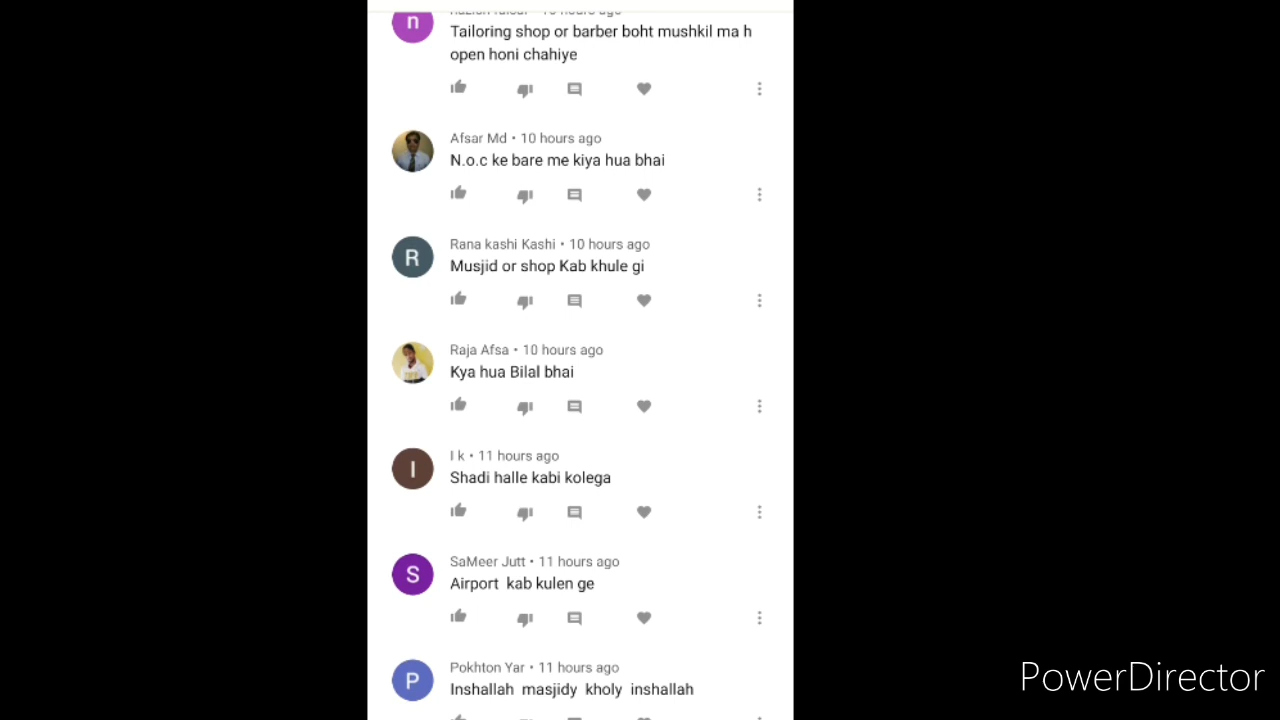 n
Tailoring shop or barber boht mushkil ma h
open honi chahiye
Afsar Md • 10 hours ago
N.o.c ke bare me kiya hua bhai
R
Rana kashi Kashi • 10 hours ago
Musjid or shop Kab khule gi
Raja Afsa • 10 hours ago
Kya hua Bilal bhai
I
I k • 11 hours ago
Shadi halle kabi kolega
S
SaMeer Jutt • 11 hours ago
Airport kab kulen ge
P
Pokhton Yar • 11 hours ago
Inshallah masjidy kholy inshallah
PowerDirector